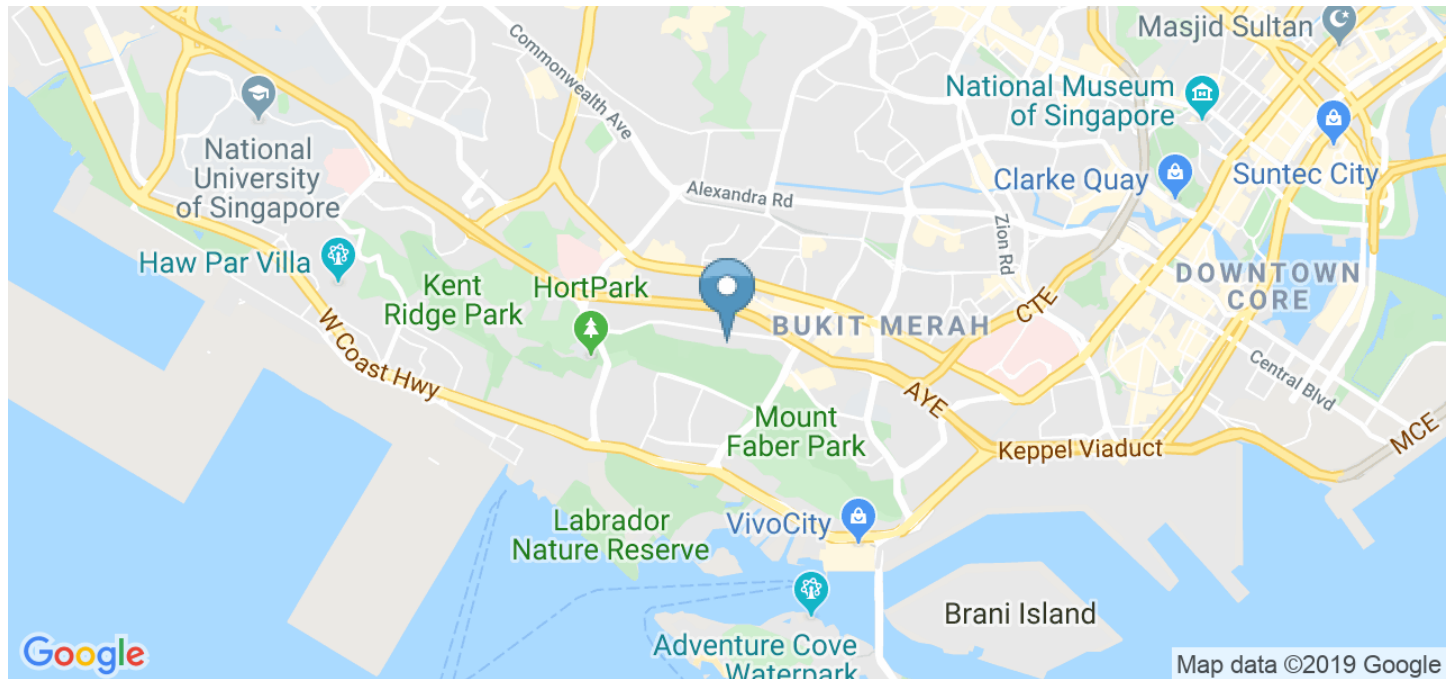 Masjid Sultan
Commonwealth Ave
National Museum
of Singapore
National
University
of Singapore
Clarke Quay
Suntec City
Alexandra Rd
Zion Rd
Haw Par Villa
Kent
Ridge Park
HortPark
DOWNTOWN
CORE
BUKIT MERAH
CTE
W Coast Hwy
Central Blvd
AYE
Mount
Faber Park
Keppel Viaduct
MCE
VivoCity
Labrador
Nature Reserve
Brani Island
Adventure Cove
Waterpark
Google
Map data ©2019 Google